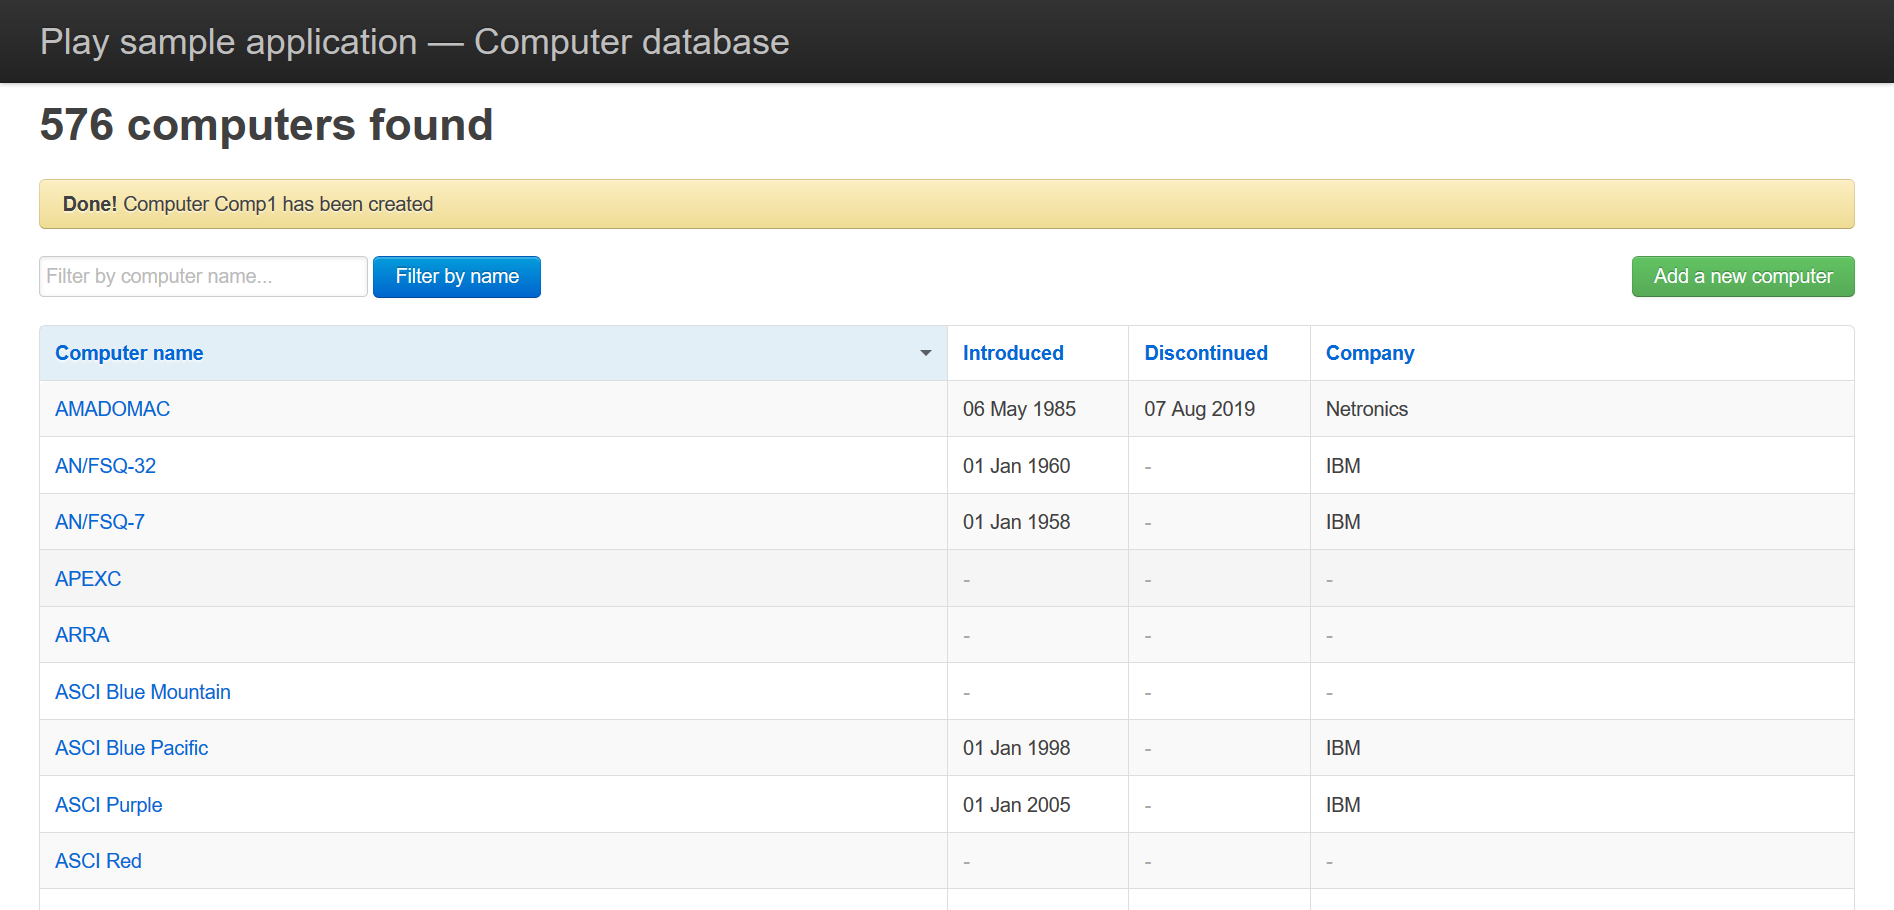 Play sample application — Computer database
576 computers found
Done! Computer Comp1 has been created
Filter by computer name... Filter by name Add a new computer
Computer name Introduced Discontinued Company
AMADOMAC 06 May 1985 07 Aug 2019 Netronics
AN/FSQ-32 01 Jan 1960 - IBM
AN/FSQ-7 01 Jan 1958 - IBM
APEXC - - -
ARRA - - -
ASCI Blue Mountain - - -
ASCI Blue Pacific 01 Jan 1998 - IBM
ASCI Purple 01 Jan 2005 - IBM
ASCI Red - - -